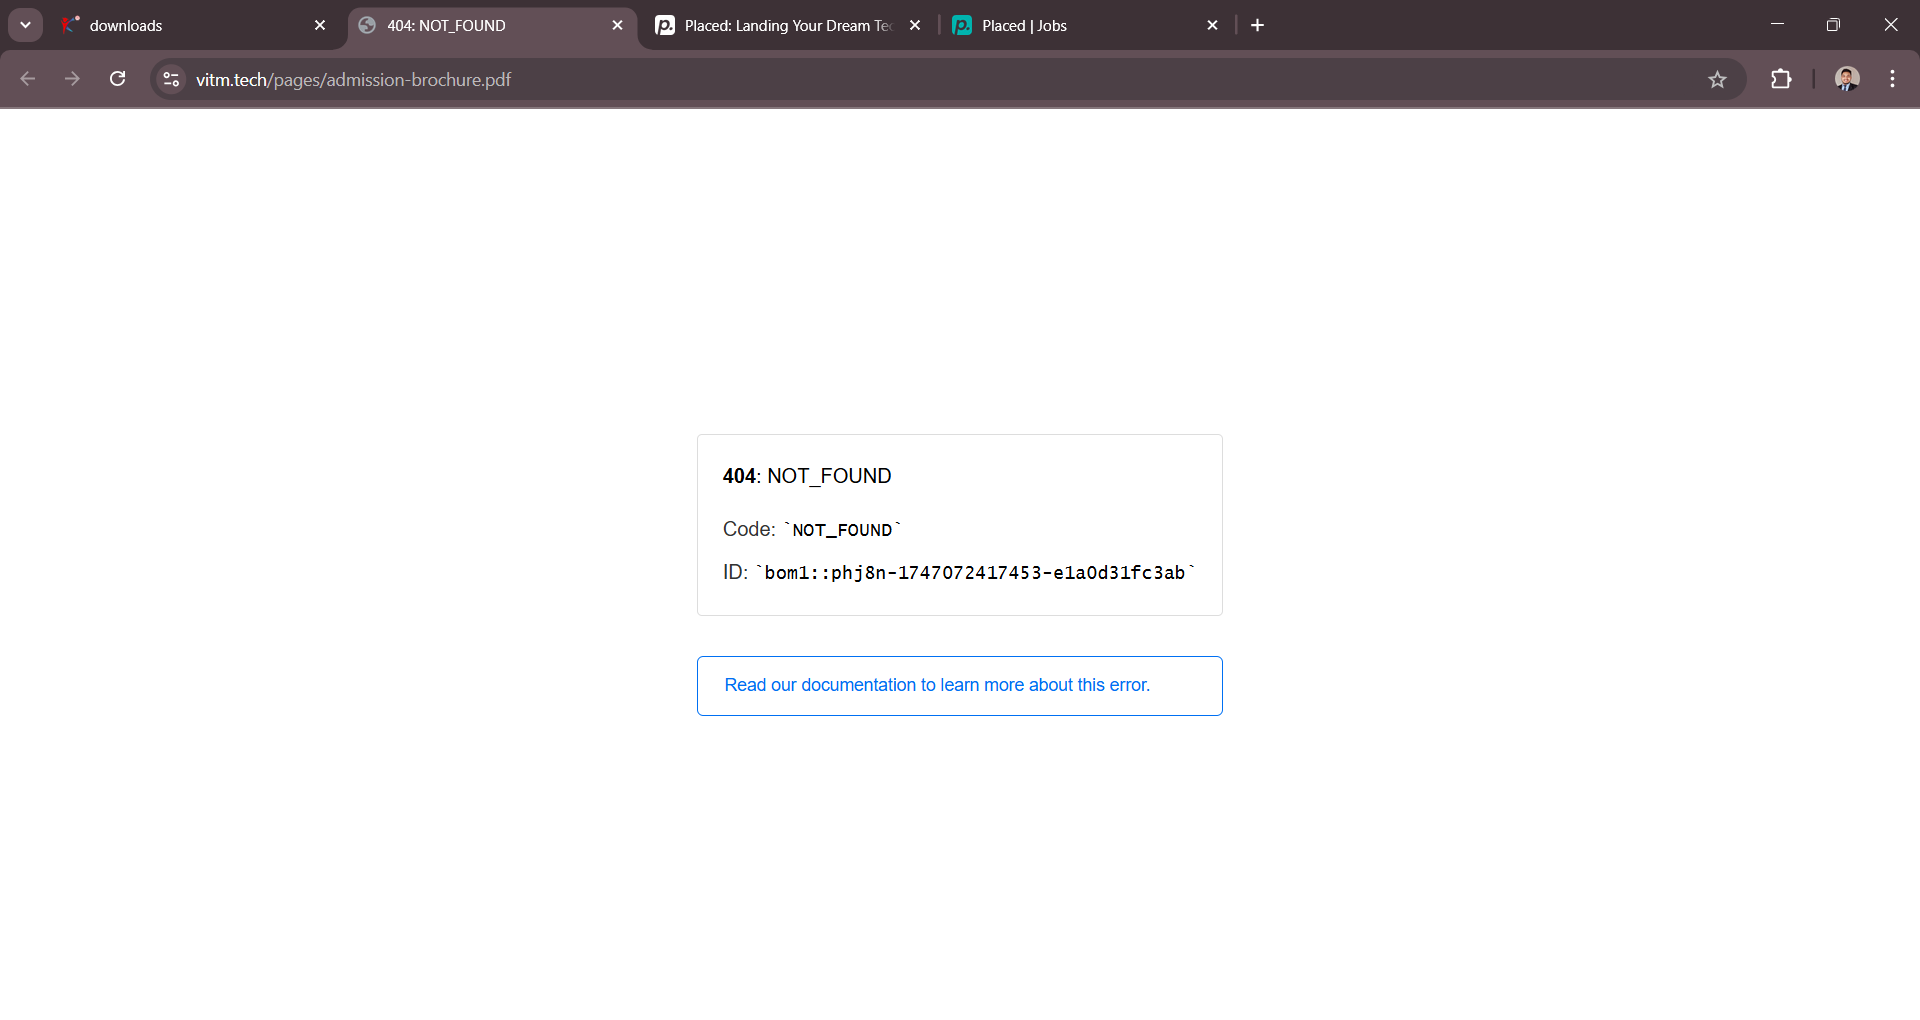 downloads
404: NOT_FOUND
Placed: Landing Your Dream Te
Placed | Jobs
vitm.tech/pages/admission-brochure.pdf
404: NOT_FOUND
Code: `NOT_FOUND`
ID: `bom1::phj8n-1747072417453-e1a0d31fc3ab`
Read our documentation to learn more about this error.